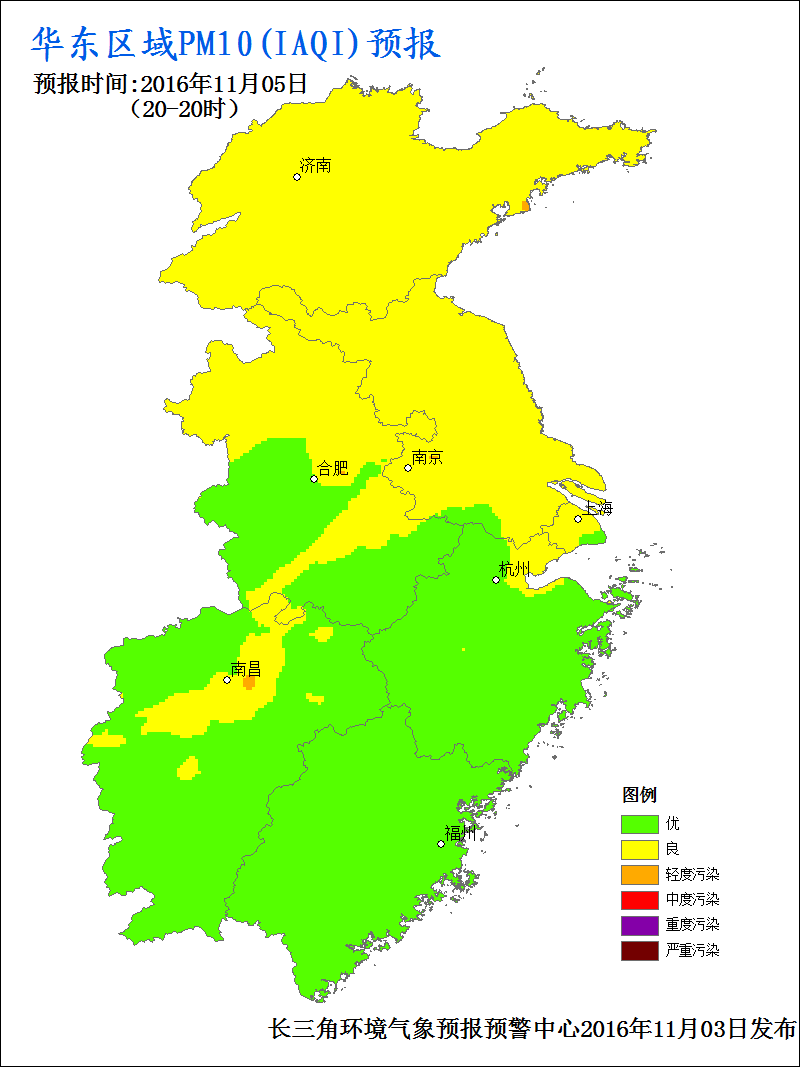 华东区域PM10(IAQI)预报
预报时间:2016年11月05日
(20-20时)
济南
合肥
南京
上海
杭州
南昌
福州
图例
优
良
轻度污染
中度污染
重度污染
严重污染
长三角环境气象预报预警中心2016年11月03日发布